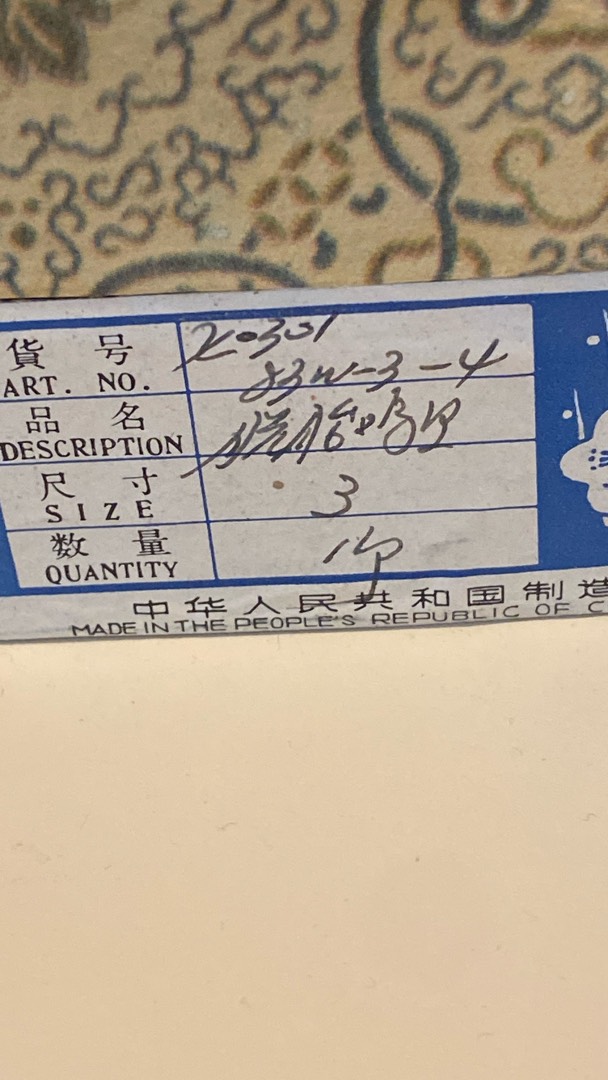 貨 号
ART. NO.
83W-3-4
品 名
DESCRIPTION
尺 寸
SIZE
3
数 量
QUANTITY
中华人民共和国制造
MADE IN THE PEOPLE'S REPUBLIC OF C